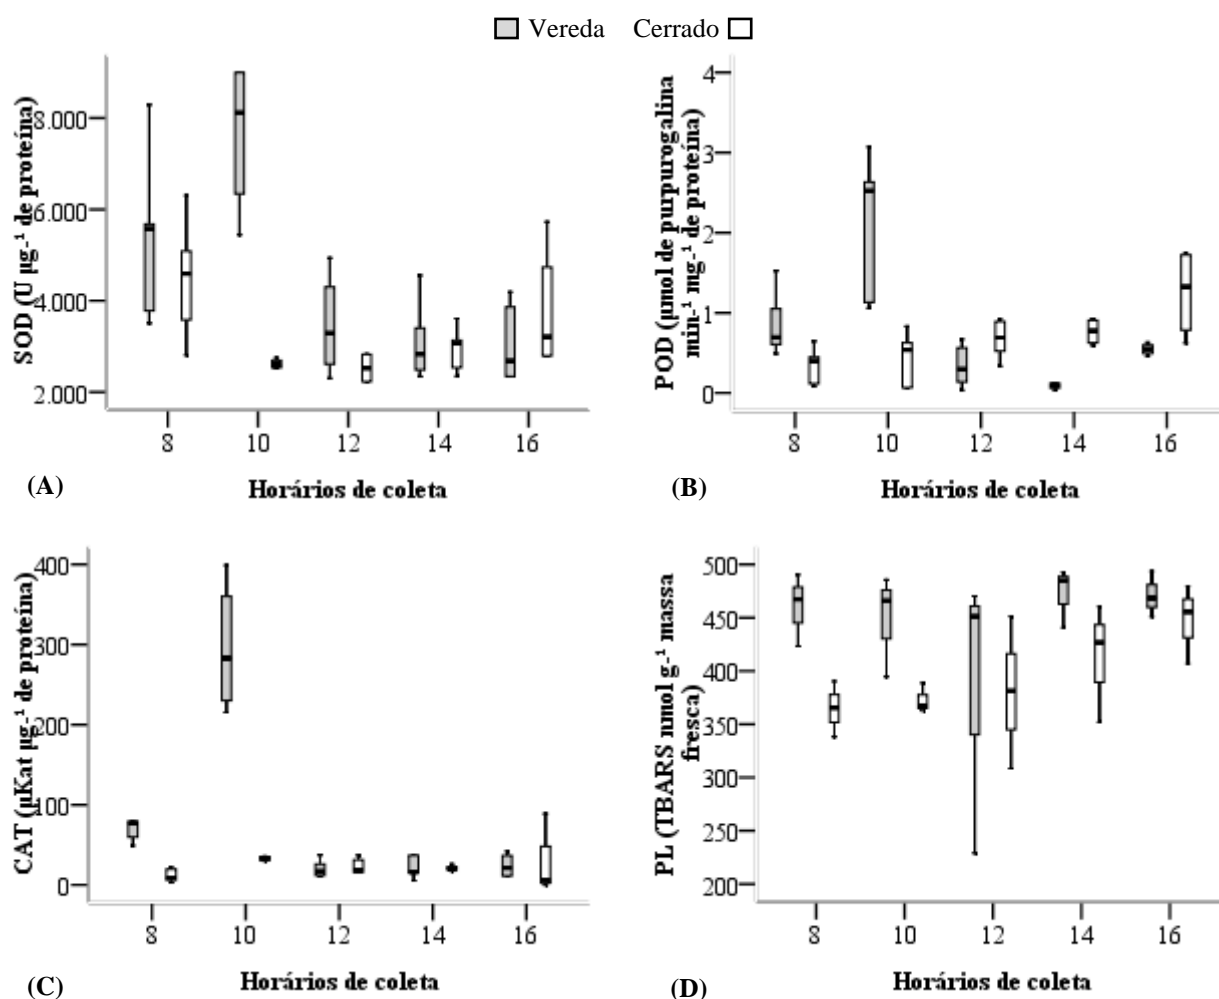 Vereda Cerrado
SOD (U µg-¹ de proteína)
8.000
6.000
4.000
2.000
8 10 12 14 16
(A) Horários de coleta
POD (µmol de purpurogalina
min-¹ mg-¹ de proteína)
4
3
2
1
0
8 10 12 14 16
(B) Horários de coleta
CAT (µKat µg-¹ de proteína)
400
300
200
100
0
8 10 12 14 16
(C) Horários de coleta
PL (TBARS nmol g-¹ massa
fresca)
500
450
400
350
300
250
200
8 10 12 14 16
(D) Horários de coleta